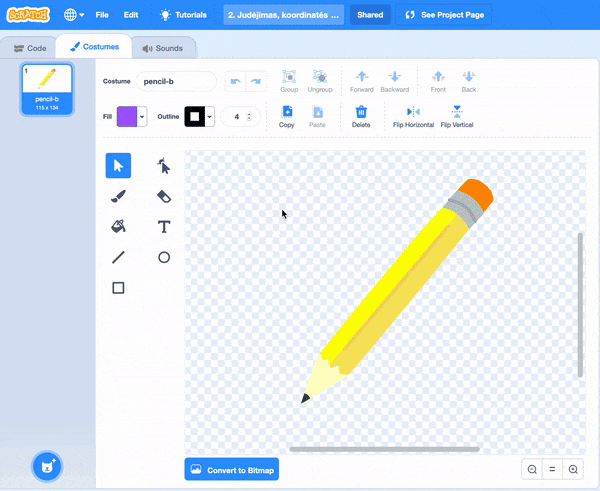 SCRATCH File Edit Tutorials 2. Judėjimas, koordinatės ... Shared See Project Page
Code Costumes Sounds
1
pencil-b
115 x 134
Costume pencil-b Group Ungroup Forward Backward Front Back
Fill Outline 4 Copy Paste Delete Flip Horizontal Flip Vertical
T
Convert to Bitmap